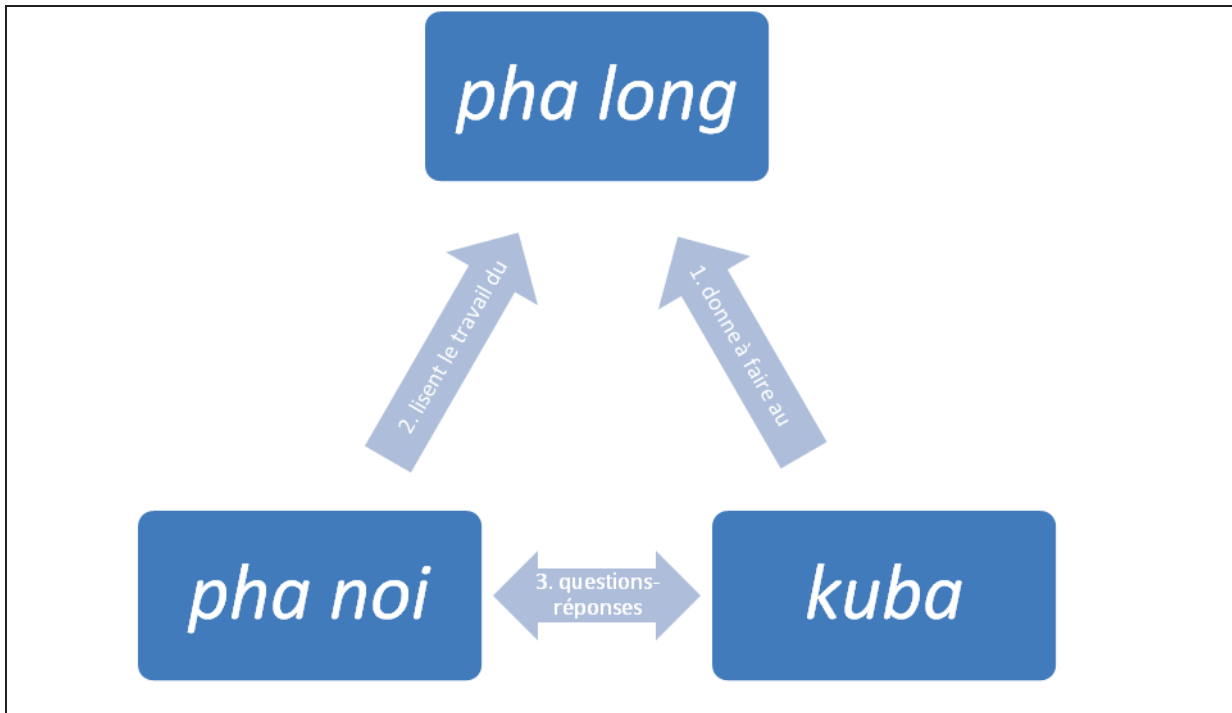 pha long
2. lisent le travail du
1. donne à faire au
pha noi
3. questions-
réponses
kuba